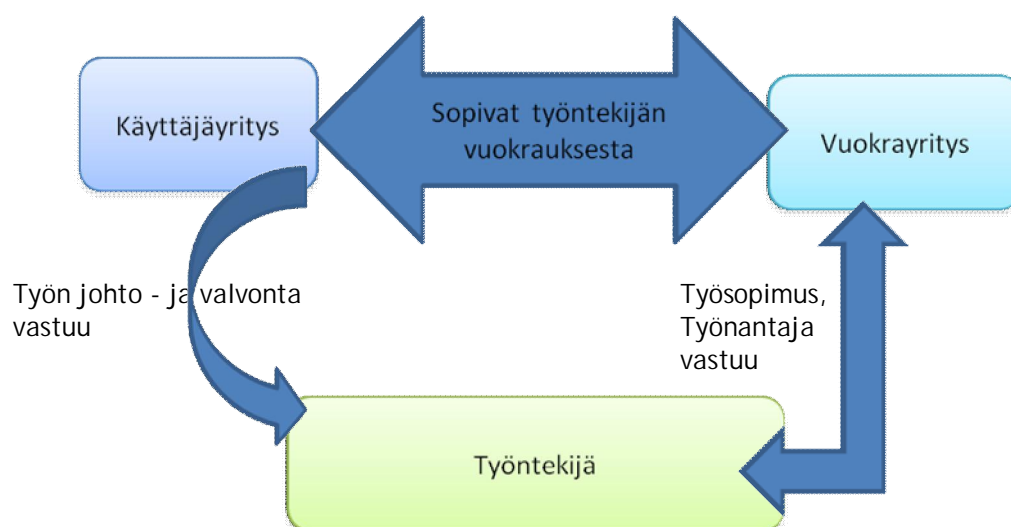 Käyttäjäyritys
Sopivat työntekijän
vuokrauksesta
Vuokrayritys
Työn johto - ja valvonta
vastuu
Työsopimus,
Työnantaja
vastuu
Työntekijä